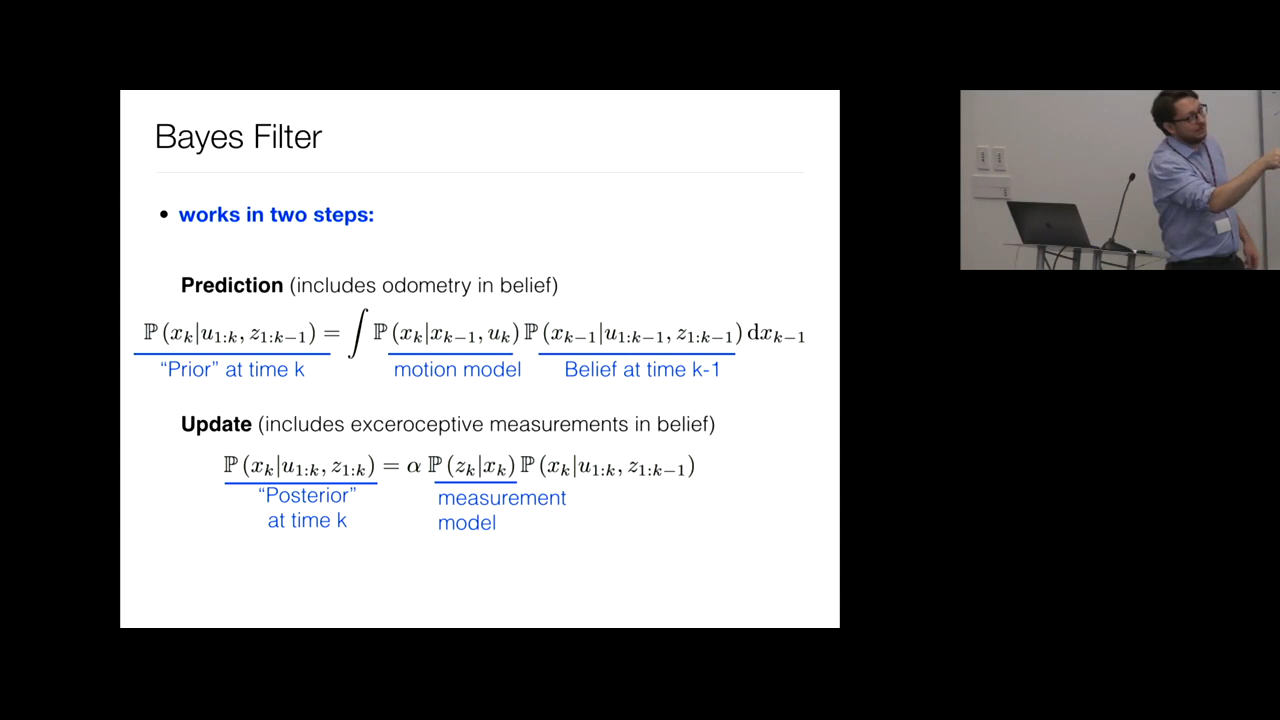 Bayes Filter
• works in two steps:
Prediction (includes odometry in belief)
ℙ(x_k|u_{1:k}, z_{1:k−1}) = ∫ ℙ(x_k|x_{k−1}, u_k) ℙ(x_{k−1}|u_{1:k−1}, z_{1:k−1}) dx_{k−1}
“Prior” at time k motion model Belief at time k-1
Update (includes exceroceptive measurements in belief)
ℙ(x_k|u_{1:k}, z_{1:k}) = α ℙ(z_k|x_k) ℙ(x_k|u_{1:k}, z_{1:k−1})
“Posterior” measurement
at time k model